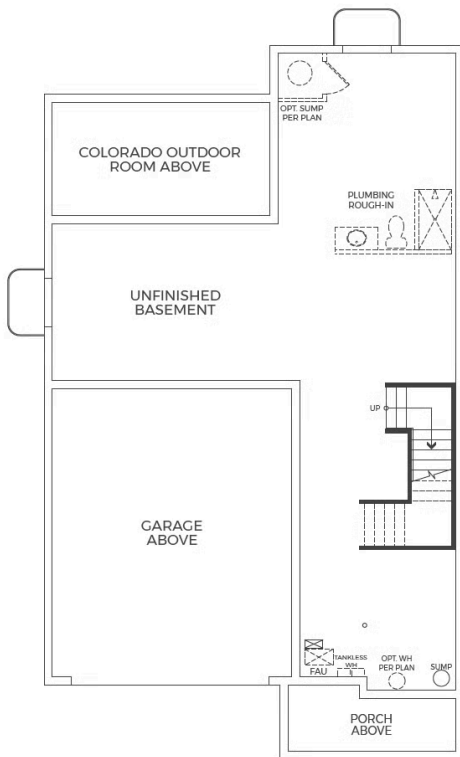 OPT. SUMP
PER PLAN
COLORADO OUTDOOR
ROOM ABOVE
PLUMBING
ROUGH-IN
UNFINISHED
BASEMENT
UP
GARAGE
ABOVE
TANKLESS
WH
FAU
OPT. WH
PER PLAN
SUMP
PORCH
ABOVE